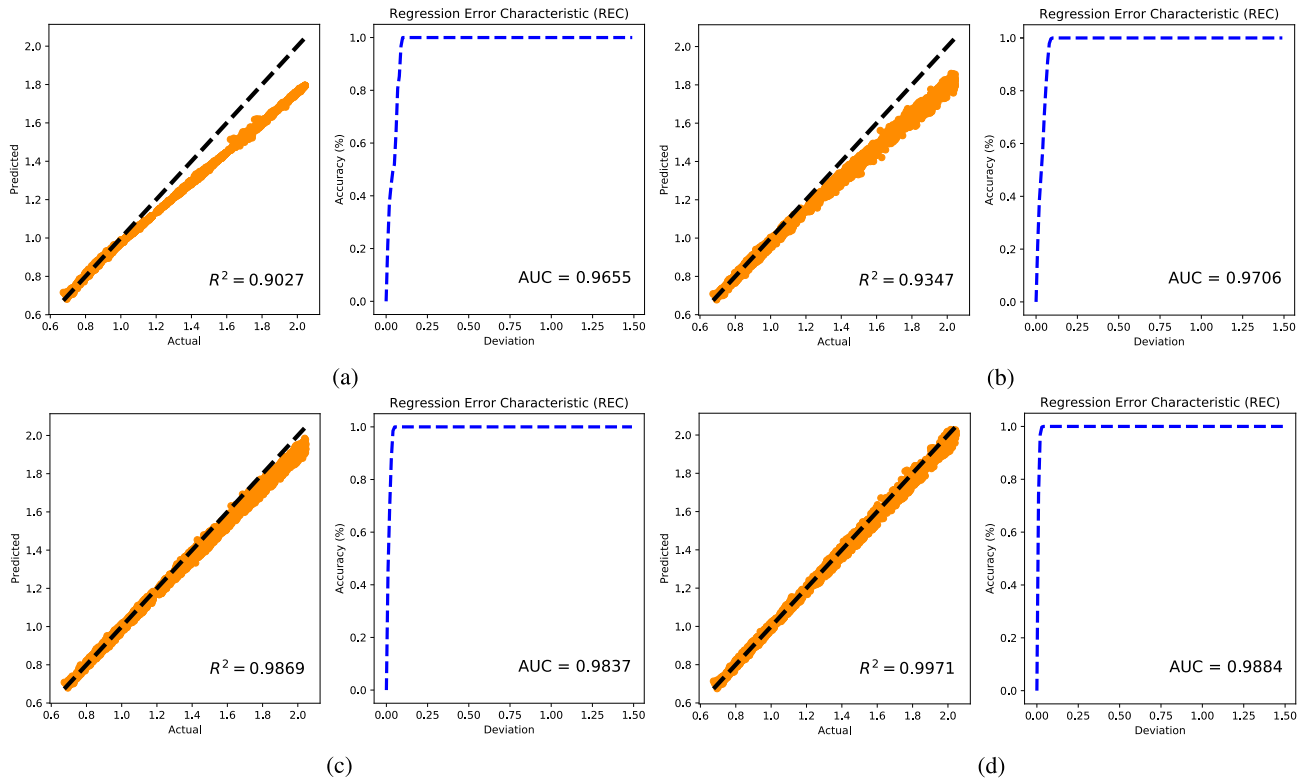 Regression Error Characteristic (REC)
2.0
1.8
1.6
1.4
1.2
1.0
0.8
0.6
Predicted
R² = 0.9027
0.6 0.8 1.0 1.2 1.4 1.6 1.8 2.0
Actual
1.0
0.8
0.6
0.4
0.2
0.0
Accuracy (%)
AUC = 0.9655
0.00 0.25 0.50 0.75 1.00 1.25 1.50
Deviation
(a)
Regression Error Characteristic (REC)
2.0
1.8
1.6
1.4
1.2
1.0
0.8
0.6
Predicted
R² = 0.9347
0.6 0.8 1.0 1.2 1.4 1.6 1.8 2.0
Actual
1.0
0.8
0.6
0.4
0.2
0.0
Accuracy (%)
AUC = 0.9706
0.00 0.25 0.50 0.75 1.00 1.25 1.50
Deviation
(b)
Regression Error Characteristic (REC)
2.0
1.8
1.6
1.4
1.2
1.0
0.8
0.6
Predicted
R² = 0.9869
0.6 0.8 1.0 1.2 1.4 1.6 1.8 2.0
Actual
1.0
0.8
0.6
0.4
0.2
0.0
Accuracy (%)
AUC = 0.9837
0.00 0.25 0.50 0.75 1.00 1.25 1.50
Deviation
(c)
Regression Error Characteristic (REC)
2.0
1.8
1.6
1.4
1.2
1.0
0.8
0.6
Predicted
R² = 0.9971
0.6 0.8 1.0 1.2 1.4 1.6 1.8 2.0
Actual
1.0
0.8
0.6
0.4
0.2
0.0
Accuracy (%)
AUC = 0.9884
0.00 0.25 0.50 0.75 1.00 1.25 1.50
Deviation
(d)